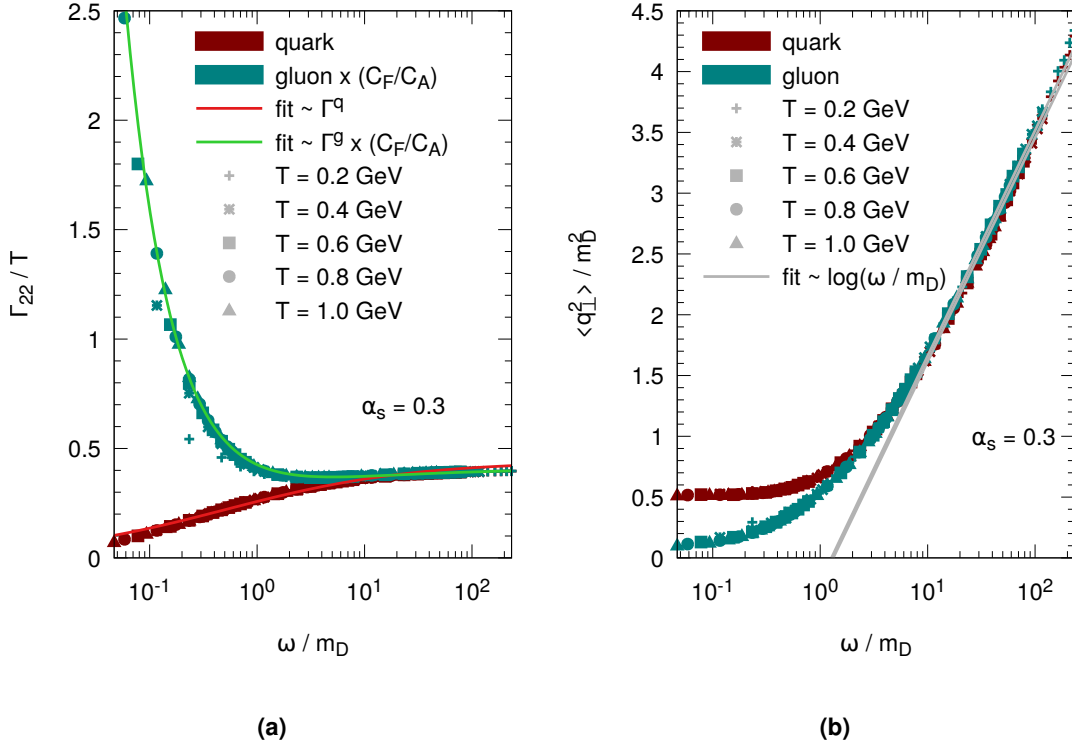 2.5
2
1.5
1
0.5
0
Γ22 / T
quark
gluon x (CF/CA)
fit ~ Γq
fit ~ Γg x (CF/CA)
T = 0.2 GeV
T = 0.4 GeV
T = 0.6 GeV
T = 0.8 GeV
T = 1.0 GeV
αs = 0.3
10-1 100 101 102
ω / mD
(a)
4.5
4
3.5
3
2.5
2
1.5
1
0.5
0
<q⊥2> / mD2
quark
gluon
T = 0.2 GeV
T = 0.4 GeV
T = 0.6 GeV
T = 0.8 GeV
T = 1.0 GeV
fit ~ log(ω / mD)
αs = 0.3
10-1 100 101 102
ω / mD
(b)